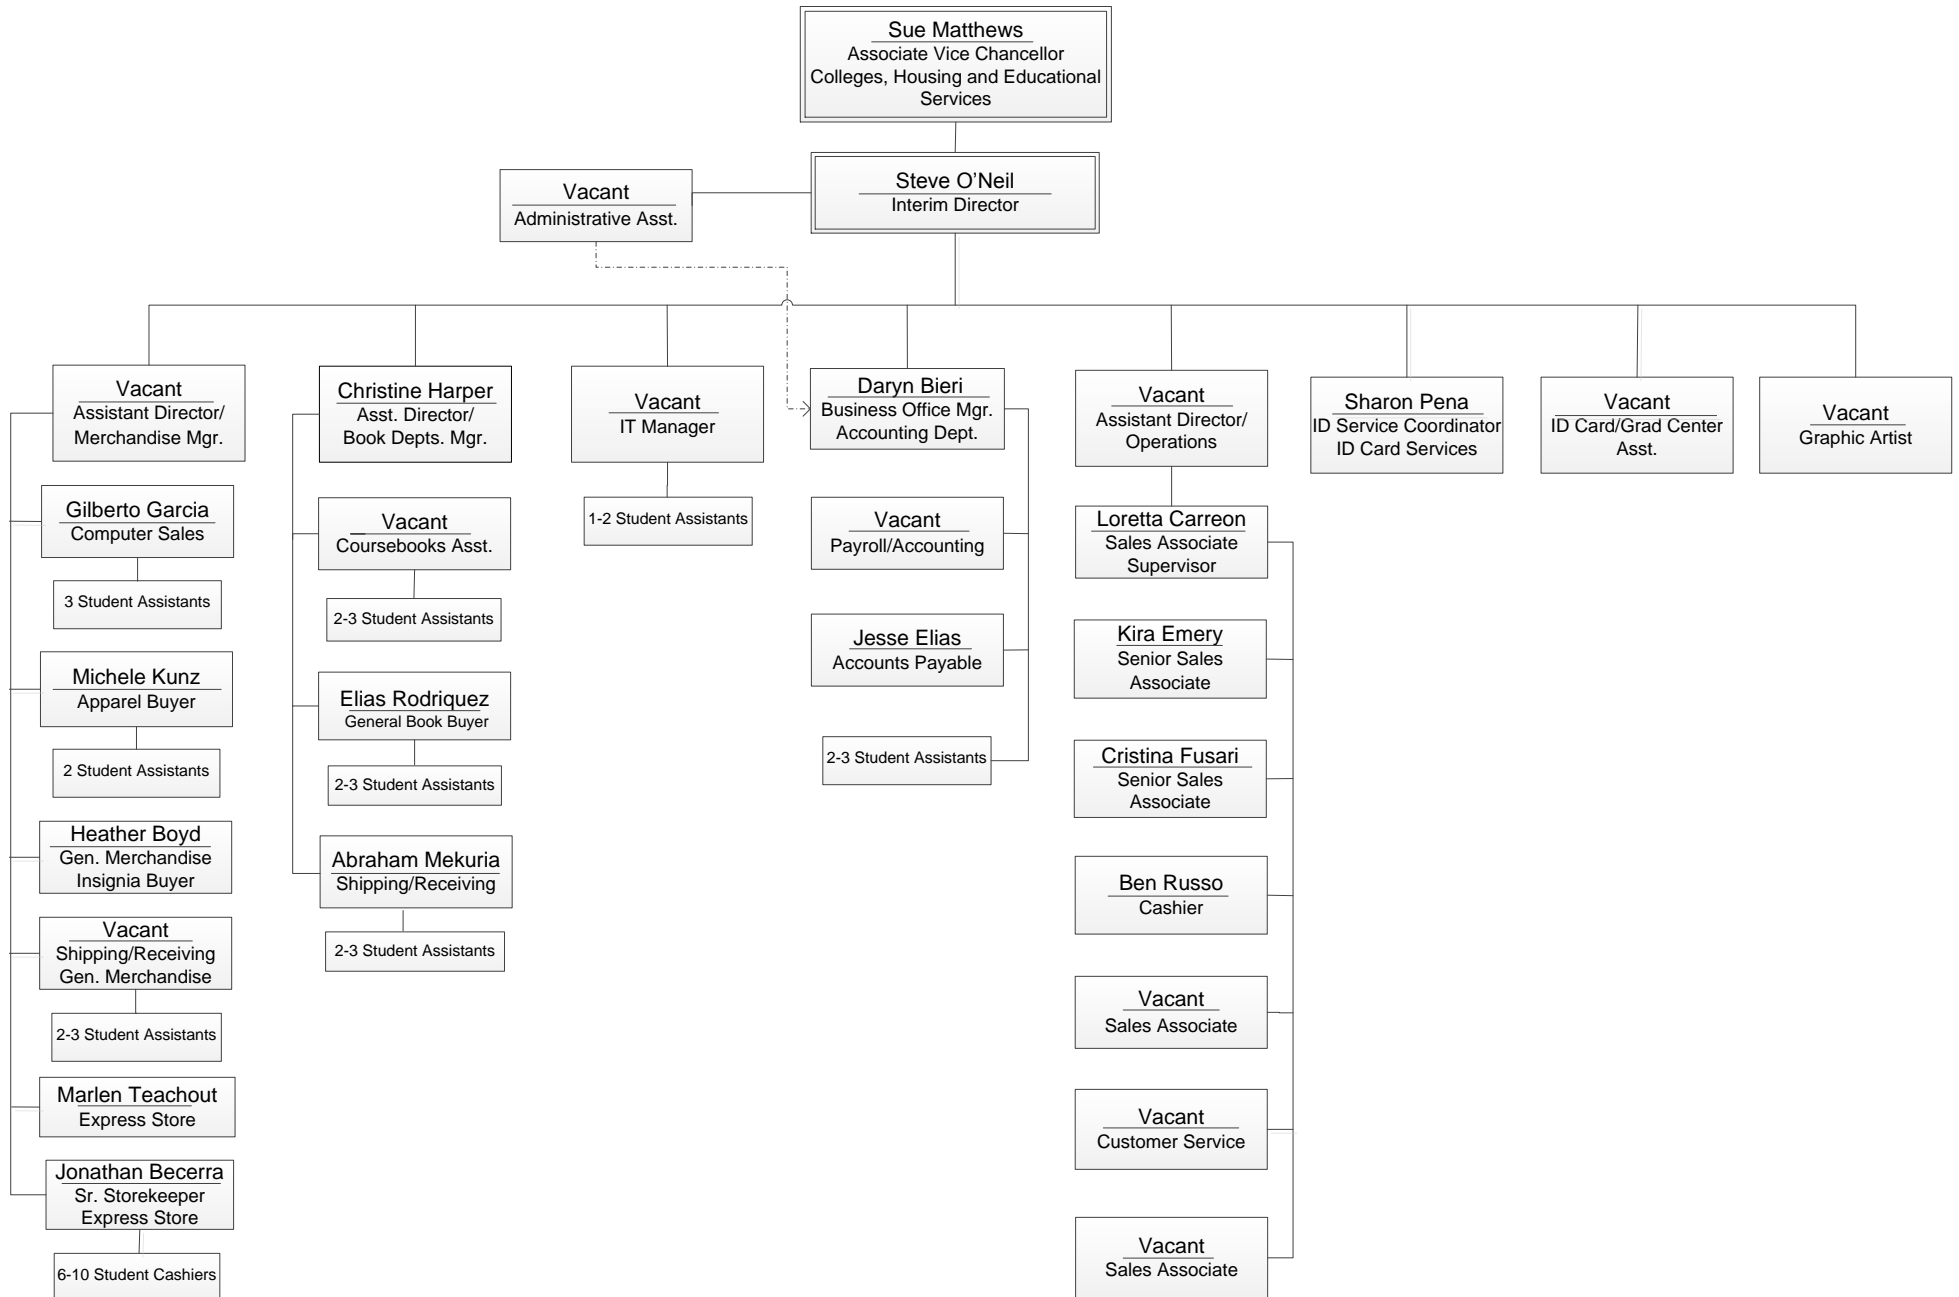 Sue Matthews
Associate Vice Chancellor
Colleges, Housing and Educational
Services
Steve O’Neil
Interim Director
Vacant
Administrative Asst.
Vacant
Assistant Director/
Merchandise Mgr.
Gilberto Garcia
Computer Sales
3 Student Assistants
Michele Kunz
Apparel Buyer
2 Student Assistants
Heather Boyd
Gen. Merchandise
Insignia Buyer
Vacant
Shipping/Receiving
Gen. Merchandise
2-3 Student Assistants
Marlen Teachout
Express Store
Jonathan Becerra
Sr. Storekeeper
Express Store
6-10 Student Cashiers
Christine Harper
Asst. Director/
Book Depts. Mgr.
Vacant
Coursebooks Asst.
2-3 Student Assistants
Elias Rodriquez
General Book Buyer
2-3 Student Assistants
Abraham Mekuria
Shipping/Receiving
2-3 Student Assistants
Vacant
IT Manager
1-2 Student Assistants
Daryn Bieri
Business Office Mgr.
Accounting Dept.
Vacant
Payroll/Accounting
Jesse Elias
Accounts Payable
2-3 Student Assistants
Vacant
Assistant Director/
Operations
Loretta Carreon
Sales Associate
Supervisor
Kira Emery
Senior Sales
Associate
Cristina Fusari
Senior Sales
Associate
Ben Russo
Cashier
Vacant
Sales Associate
Vacant
Customer Service
Vacant
Sales Associate
Sharon Pena
ID Service Coordinator
ID Card Services
Vacant
ID Card/Grad Center
Asst.
Vacant
Graphic Artist